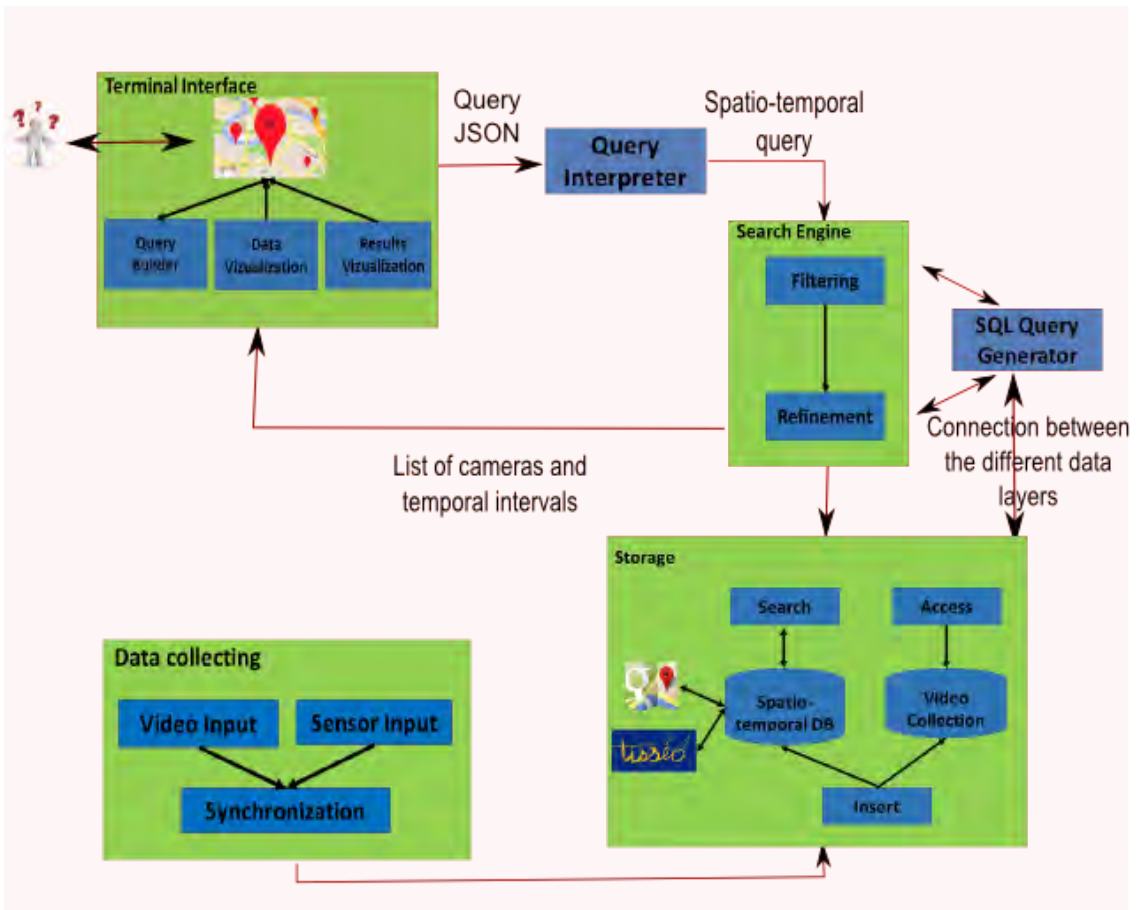 Terminal Interface
Query
JSON
Spatio-temporal
query
Query
Interpreter
Query
Builder
Data
Vizualization
Results
Vizualization
Search Engine
Filtering
Refinement
SQL Query
Generator
Connection between
the different data
layers
List of cameras and
temporal intervals
Storage
Search
Access
Spatio-
temporal DB
Video
Collection
tisséo
Insert
Data collecting
Video Input
Sensor Input
Synchronization
? ? ?